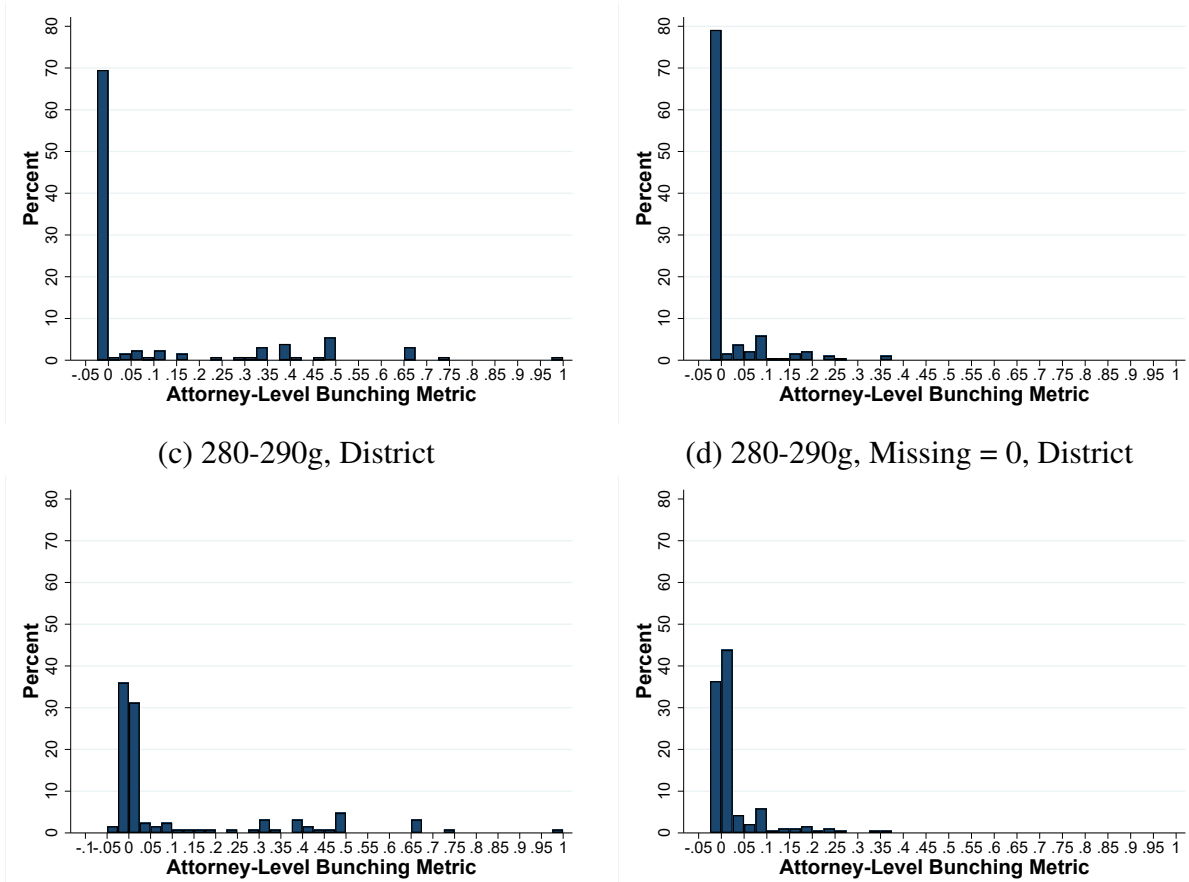 80
70
60
50
40
30
20
10
0
Percent
-.05 0 .05 .1 .15 .2 .25 .3 .35 .4 .45 .5 .55 .6 .65 .7 .75 .8 .85 .9 .95 1
Attorney-Level Bunching Metric
80
70
60
50
40
30
20
10
0
Percent
-.05 0 .05 .1 .15 .2 .25 .3 .35 .4 .45 .5 .55 .6 .65 .7 .75 .8 .85 .9 .95 1
Attorney-Level Bunching Metric
(c) 280-290g, District
(d) 280-290g, Missing = 0, District
80
70
60
50
40
30
20
10
0
Percent
-.1 -.05 0 .05 .1 .15 .2 .25 .3 .35 .4 .45 .5 .55 .6 .65 .7 .75 .8 .85 .9 .95 1
Attorney-Level Bunching Metric
80
70
60
50
40
30
20
10
0
Percent
-.05 0 .05 .1 .15 .2 .25 .3 .35 .4 .45 .5 .55 .6 .65 .7 .75 .8 .85 .9 .95 1
Attorney-Level Bunching Metric